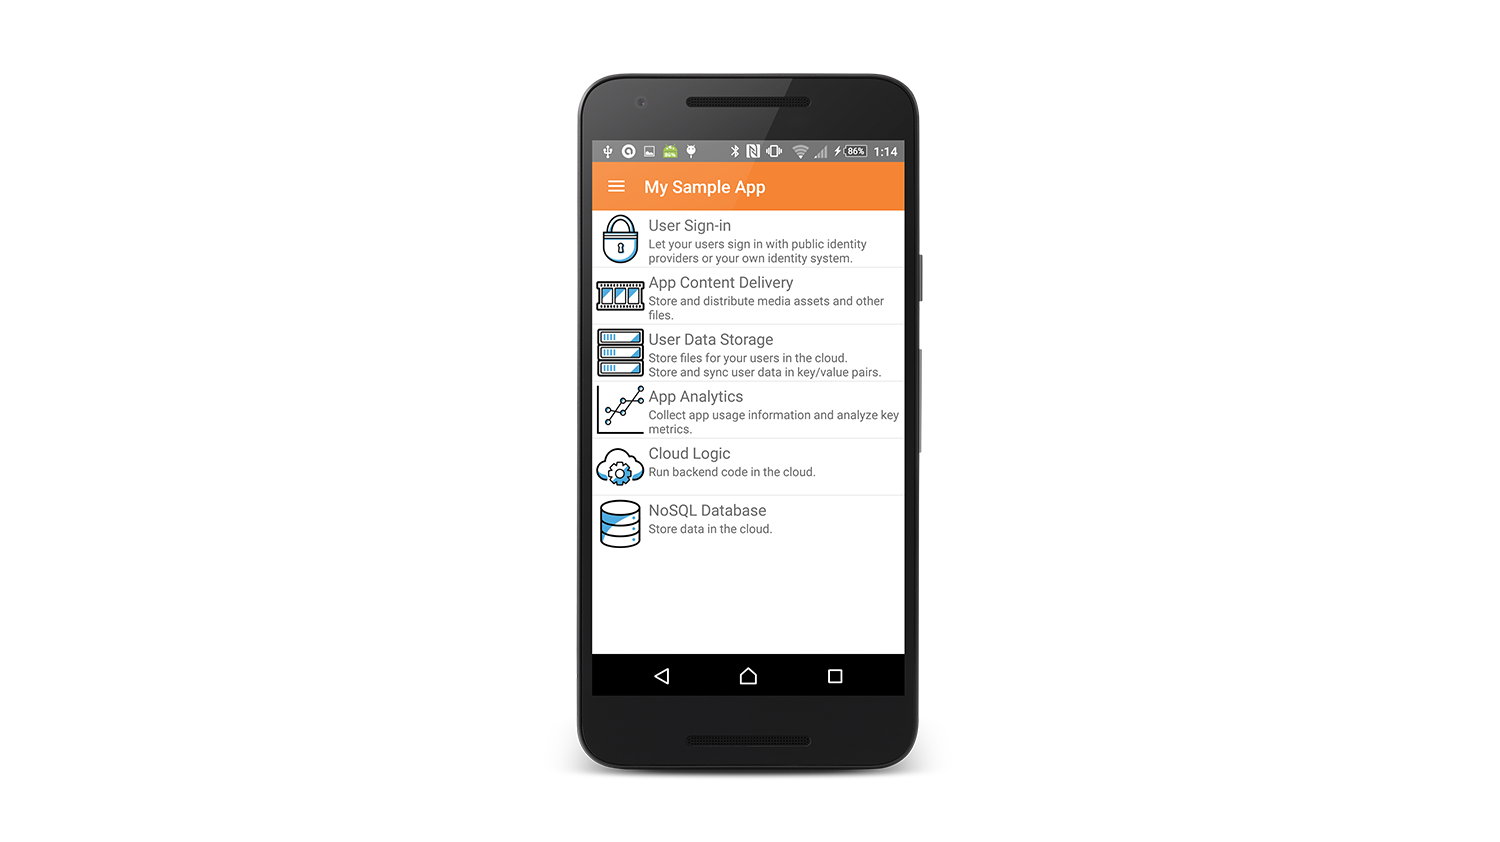 86% 1:14
My Sample App
User Sign-in
Let your users sign in with public identity
providers or your own identity system.
App Content Delivery
Store and distribute media assets and other
files.
User Data Storage
Store files for your users in the cloud.
Store and sync user data in key/value pairs.
App Analytics
Collect app usage information and analyze key
metrics.
Cloud Logic
Run backend code in the cloud.
NoSQL Database
Store data in the cloud.